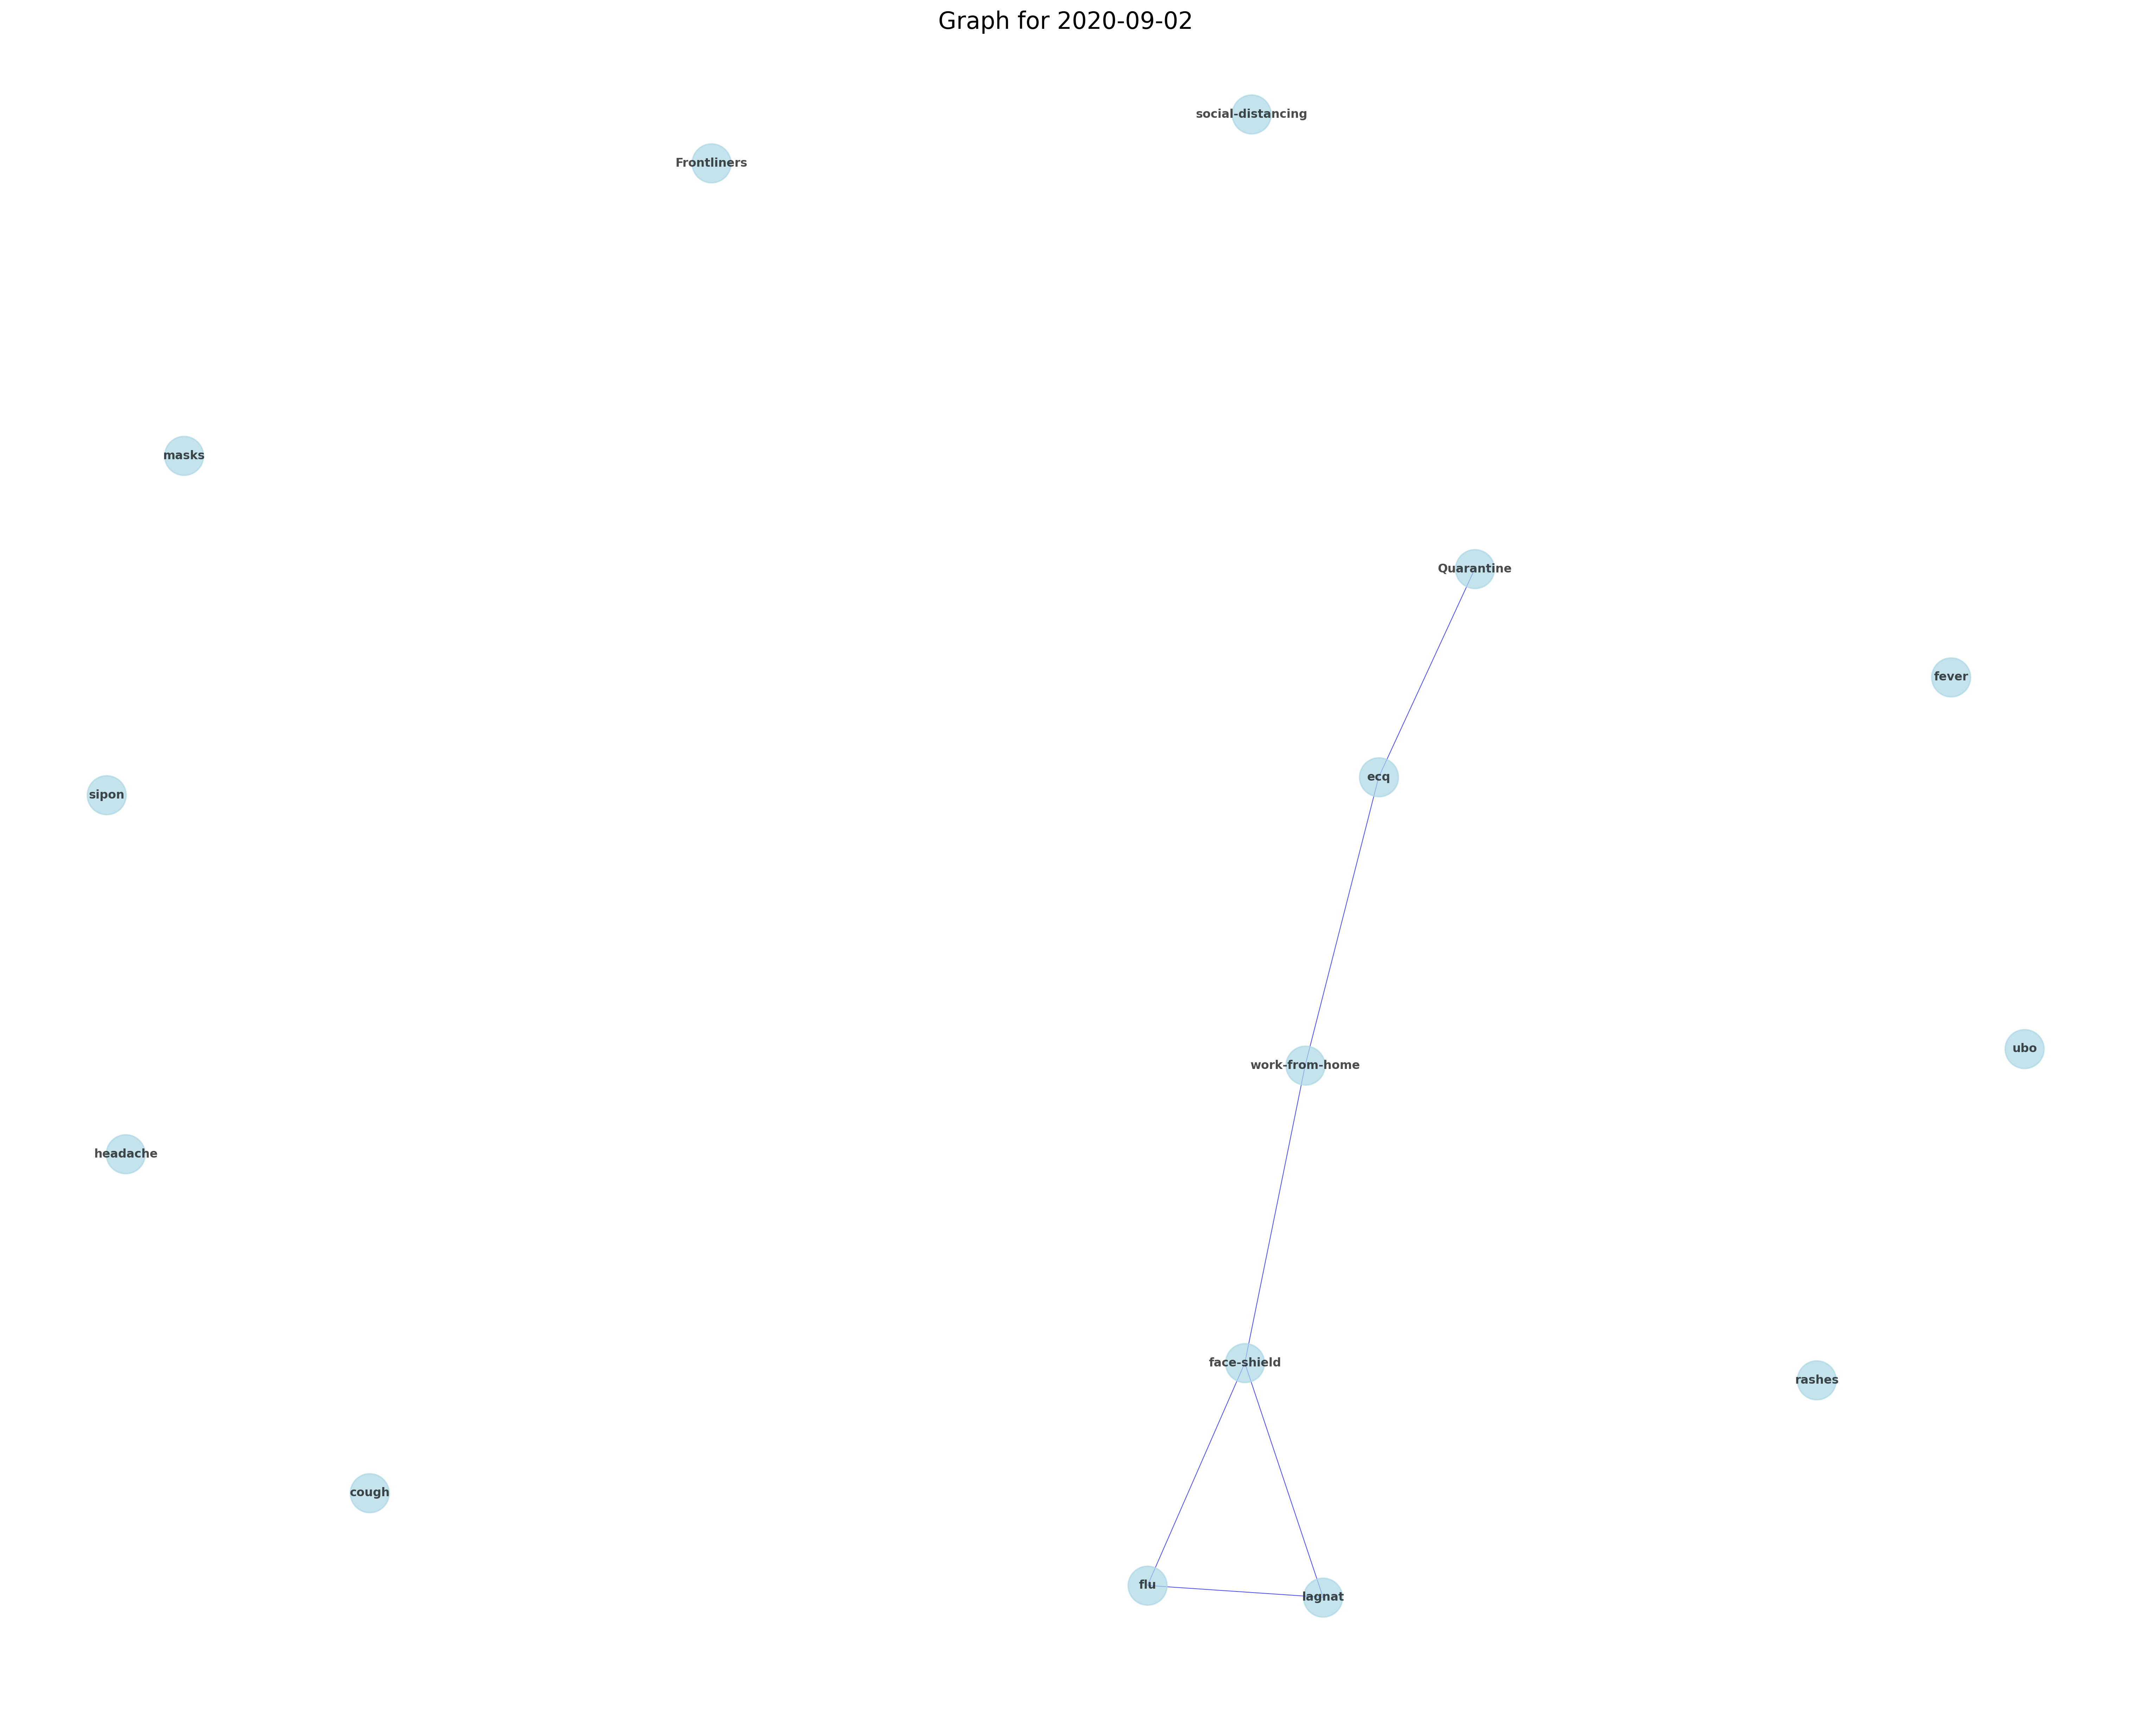 Graph for 2020-09-02
social-distancing
Frontliners
masks
Quarantine
fever
ecq
sipon
ubo
work-from-home
headache
face-shield
rashes
cough
flu
lagnat